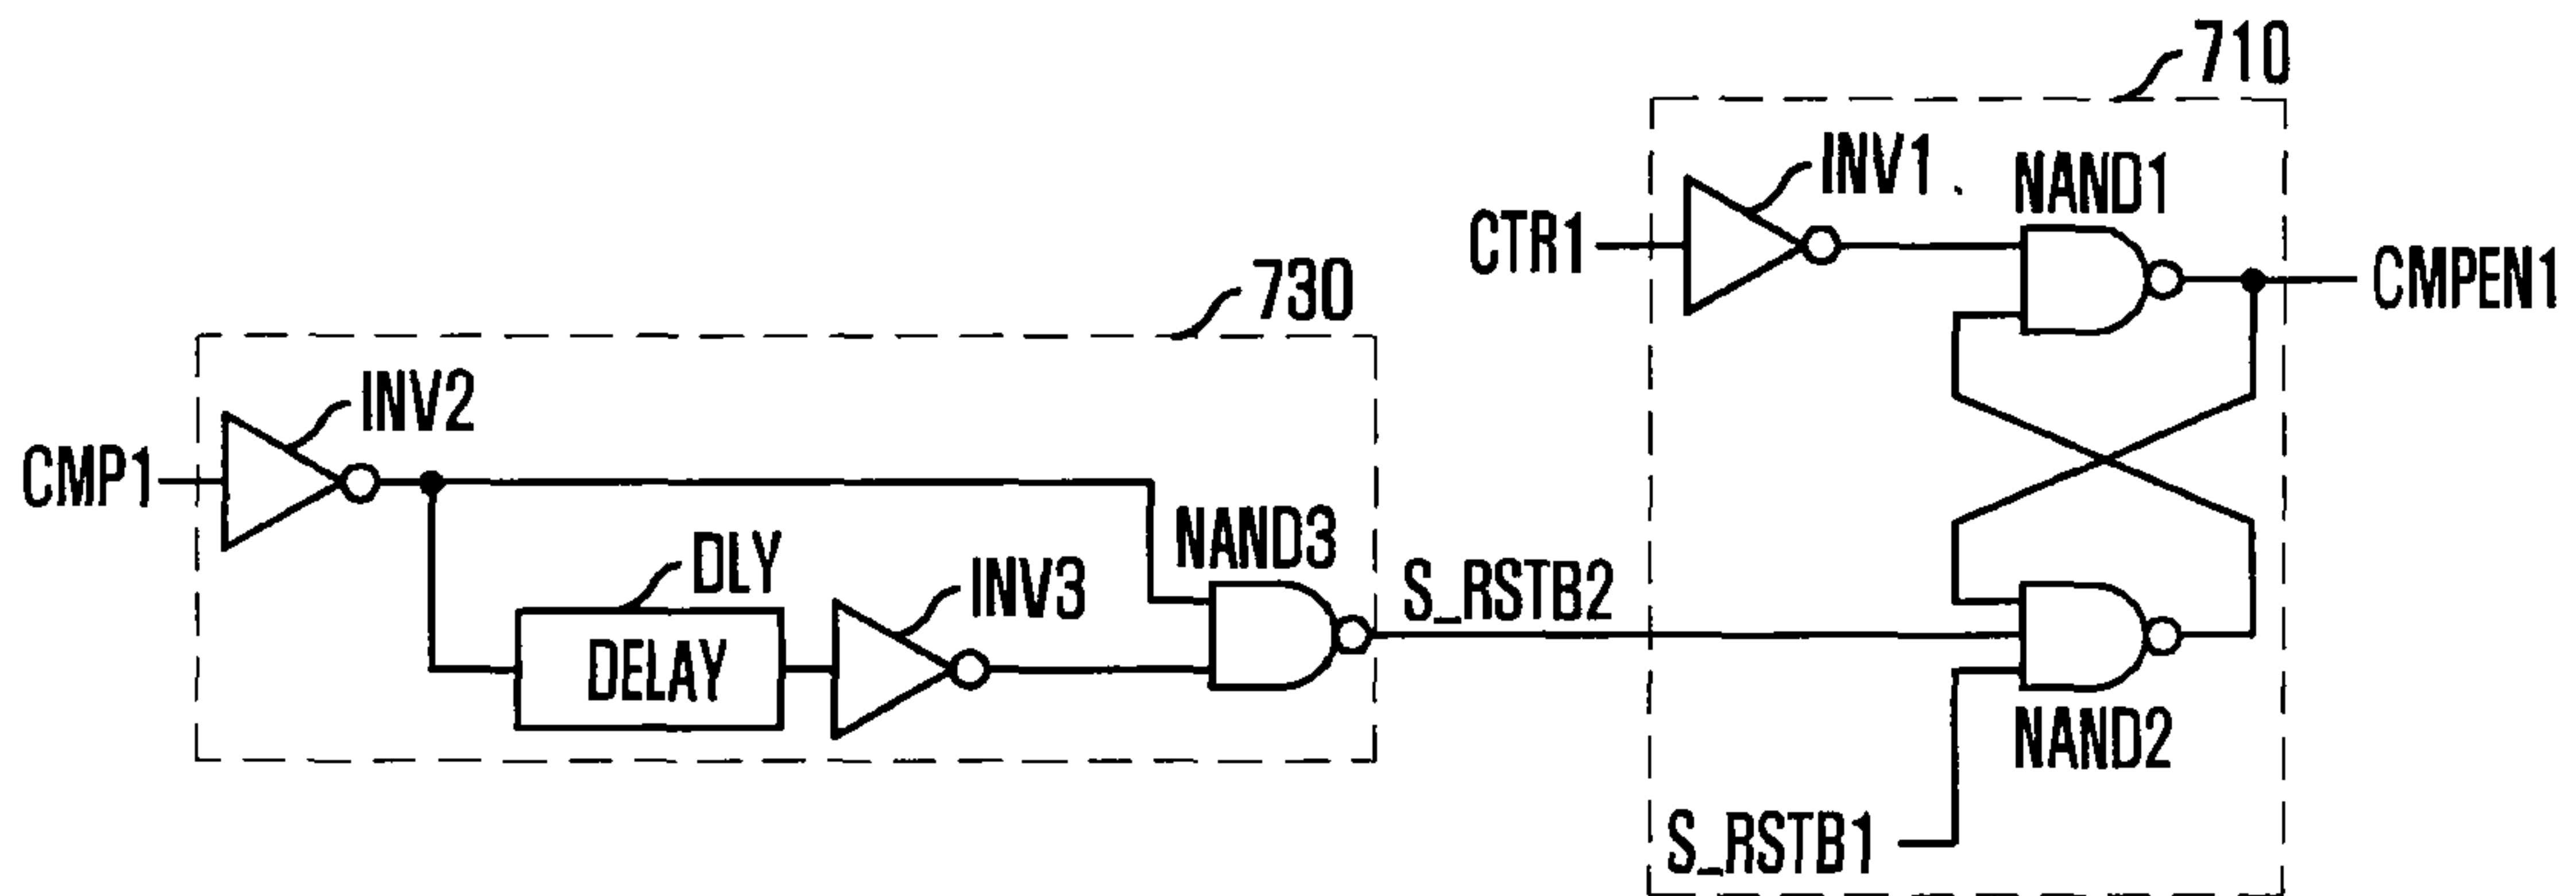 710
INV1
NAND1
CTR1
CMPEN1
730
INV2
CMP1
NAND3
DLY
INV3
S_RSTB2
DELAY
NAND2
S_RSTB1